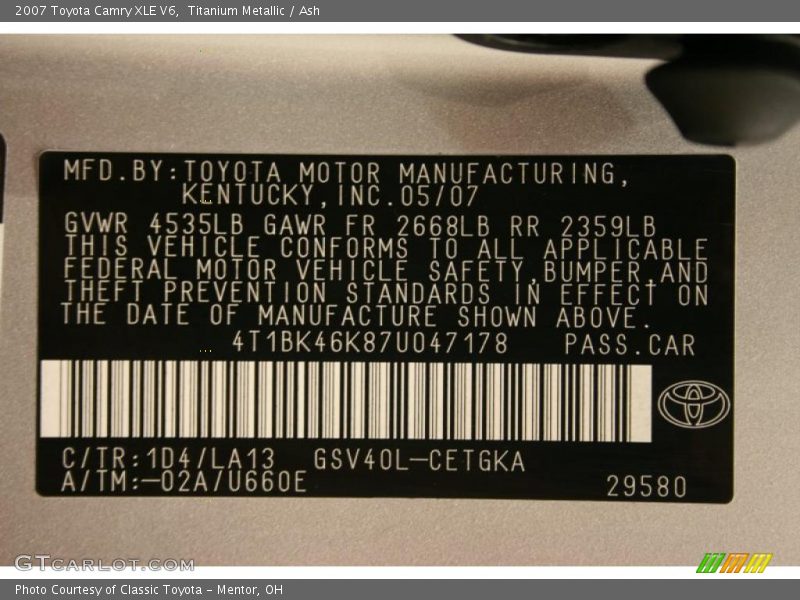 2007 Toyota Camry XLE V6,  Titanium Metallic / Ash
MFD.BY:TOYOTA MOTOR MANUFACTURING,
KENTUCKY,INC.05/07
GVWR 4535LB GAWR FR 2668LB RR 2359LB
THIS VEHICLE CONFORMS TO ALL APPLICABLE
FEDERAL MOTOR VEHICLE SAFETY,BUMPER,AND
THEFT PREVENTION STANDARDS IN EFFECT ON
THE DATE OF MANUFACTURE SHOWN ABOVE.
4T1BK46K87U047178 PASS.CAR
C/TR:1D4/LA13 GSV40L-CETGKA
A/TM:-02A/U660E
29580
GTCARLOT.COM
Photo Courtesy of Classic Toyota - Mentor, OH